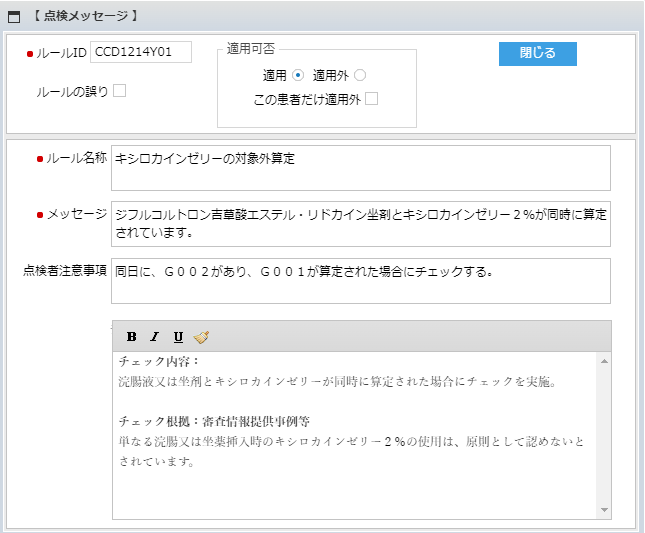 【 点検メッセージ 】
ルールID CCD1214Y01
ルールの誤り
適用可否
適用 適用外
この患者だけ適用外
閉じる
ルール名称 キシロカインゼリーの対象外算定
メッセージ ジフルコルトロン吉草酸エステル・リドカイン坐剤とキシロカインゼリー２％が同時に算定
されています。
点検者注意事項 同日に、Ｇ００２があり、Ｇ００１が算定された場合にチェックする。
B I U
チェック内容：
浣腸液又は坐剤とキシロカインゼリーが同時に算定された場合にチェックを実施。
チェック根拠：審査情報提供事例等
単なる浣腸又は坐薬挿入時のキシロカインゼリー２％の使用は、原則として認めないと
されています。